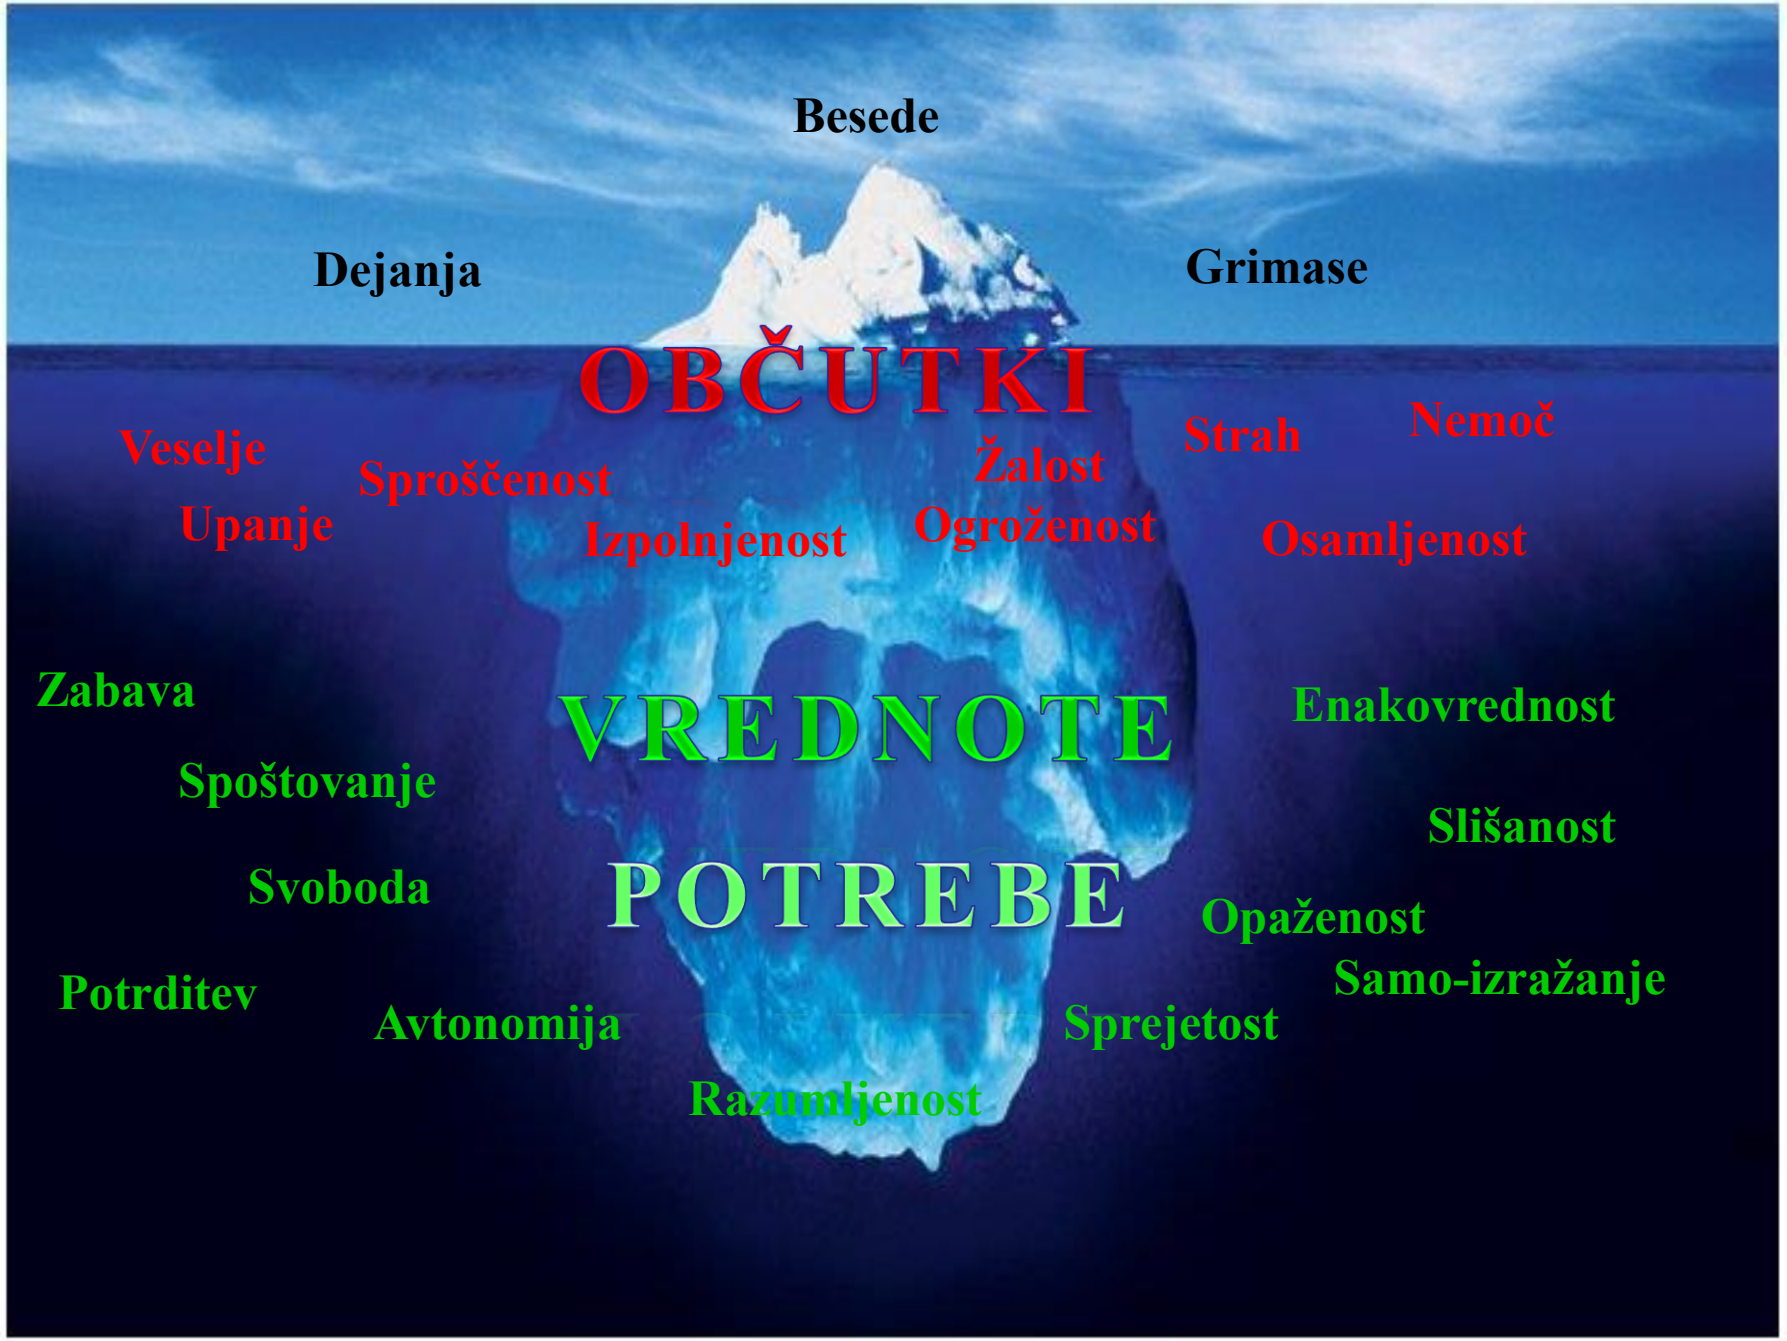 Besede
Dejanja
Grimase
OBČUTKI
Veselje
Sproščenost
Žalost
Strah
Nemoč
Upanje
Izpolnjenost
Ogroženost
Osamljenost
Zabava
VREDNOTE
Enakovrednost
Spoštovanje
Slišanost
Svoboda
POTREBE
Opaženost
Potrditev
Samo-izražanje
Avtonomija
Sprejetost
Razumljenost